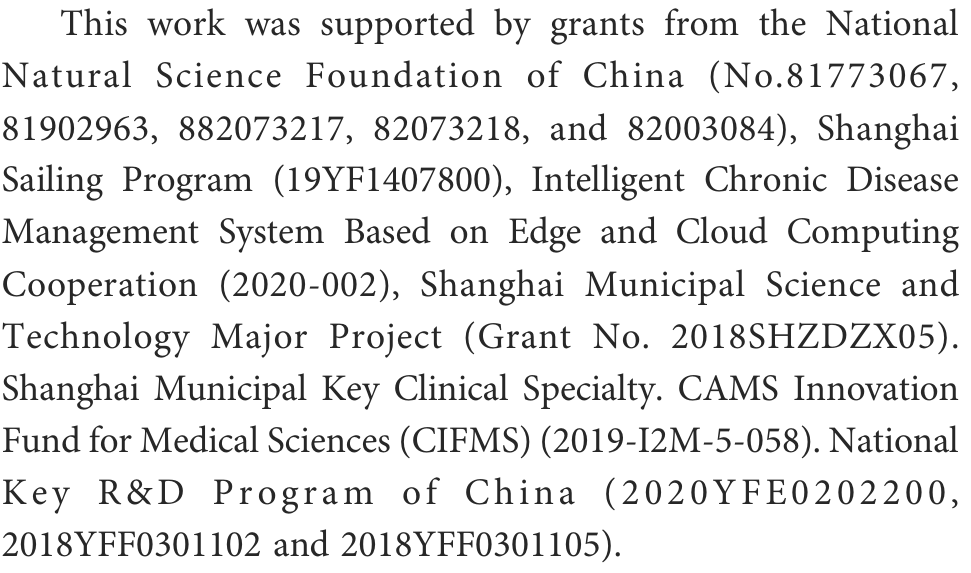 This work was supported by grants from the National
Natural Science Foundation of China (No.81773067,
81902963, 882073217, 82073218, and 82003084), Shanghai
Sailing Program (19YF1407800), Intelligent Chronic Disease
Management System Based on Edge and Cloud Computing
Cooperation (2020-002), Shanghai Municipal Science and
Technology Major Project (Grant No. 2018SHZDZX05).
Shanghai Municipal Key Clinical Specialty. CAMS Innovation
Fund for Medical Sciences (CIFMS) (2019-I2M-5-058). National
Key R&D Program of China (2020YFE0202200,
2018YFF0301102 and 2018YFF0301105).